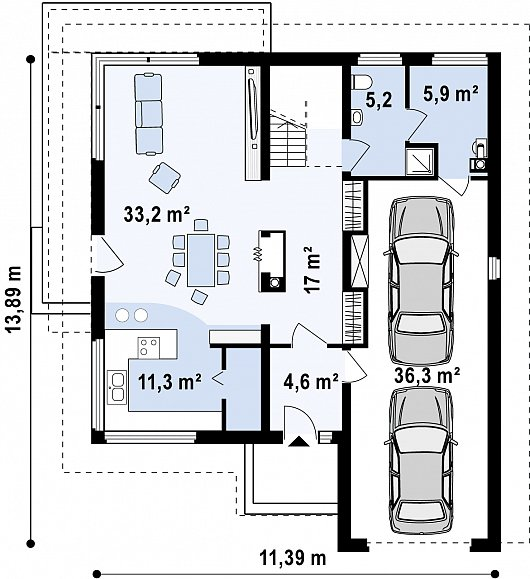 5,2
5,9 m²
33,2 m²
17 m²
13,89 m
11,3 m²
4,6 m²
36,3 m²
11,39 m